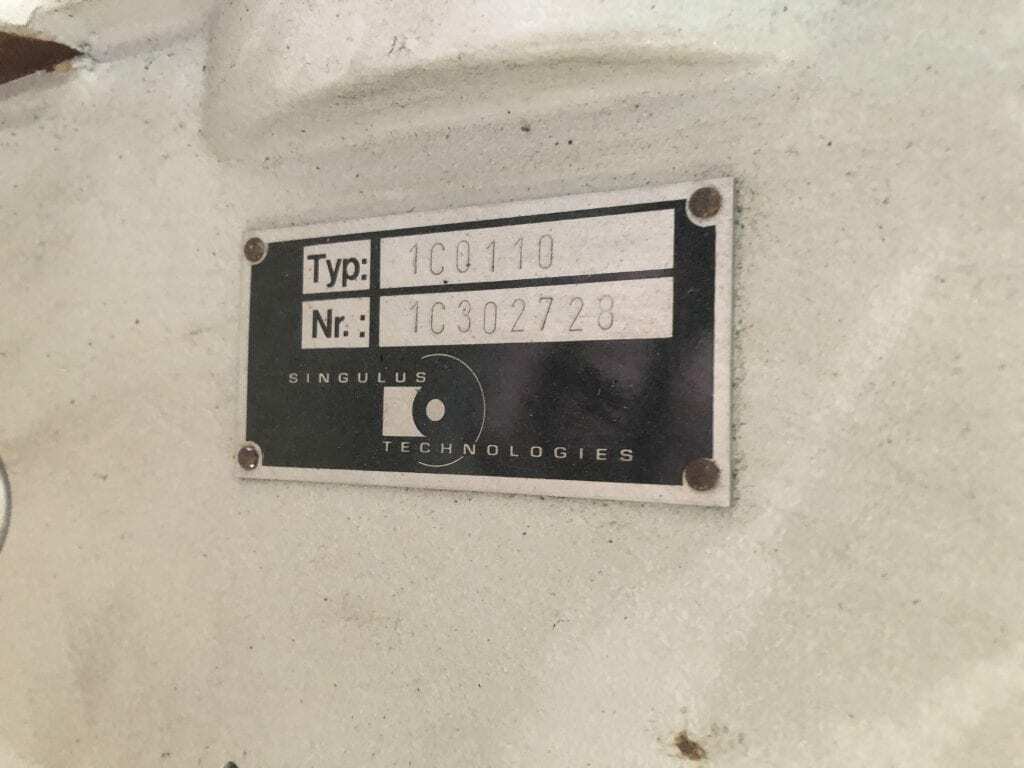 Typ: 1C0110
Nr.: 1C302728
SINGULUS
TECHNOLOGIES